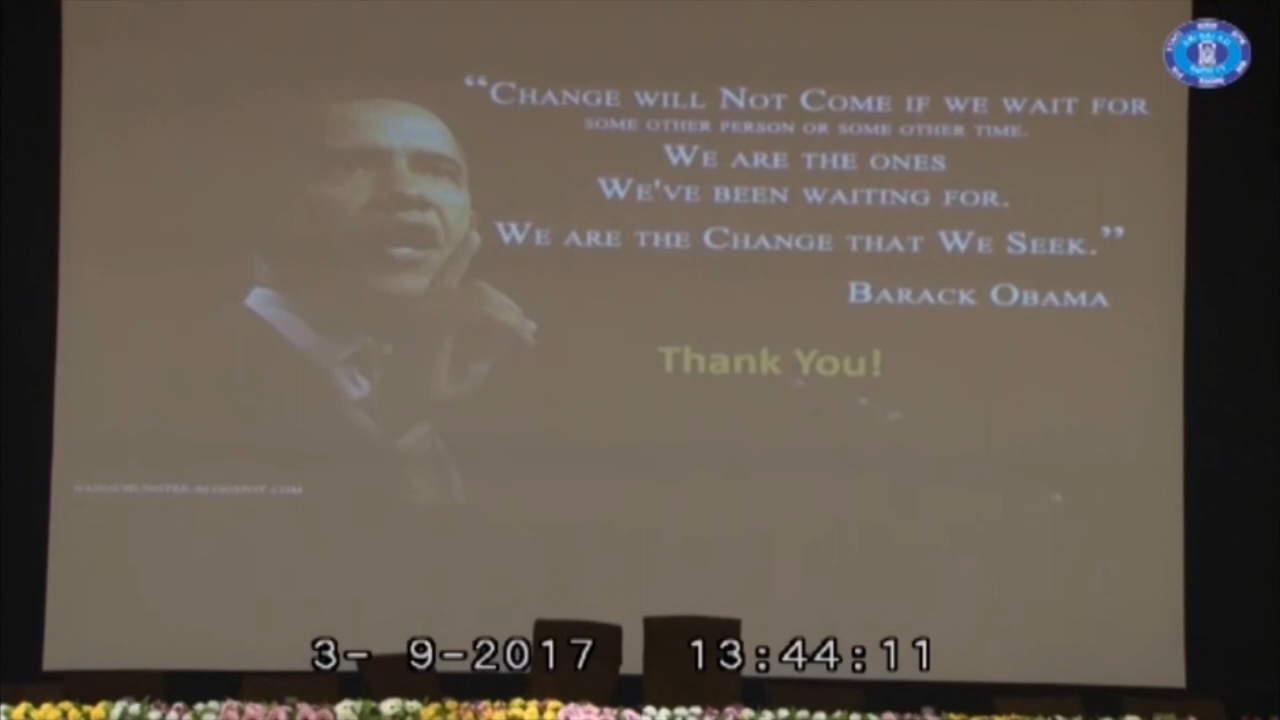 “Change will Not Come if we wait for
some other person or some other time.
We are the ones
We've been waiting for.
We are the Change that We Seek.”
Barack Obama
Thank You!
3- 9-2017 13:44:11